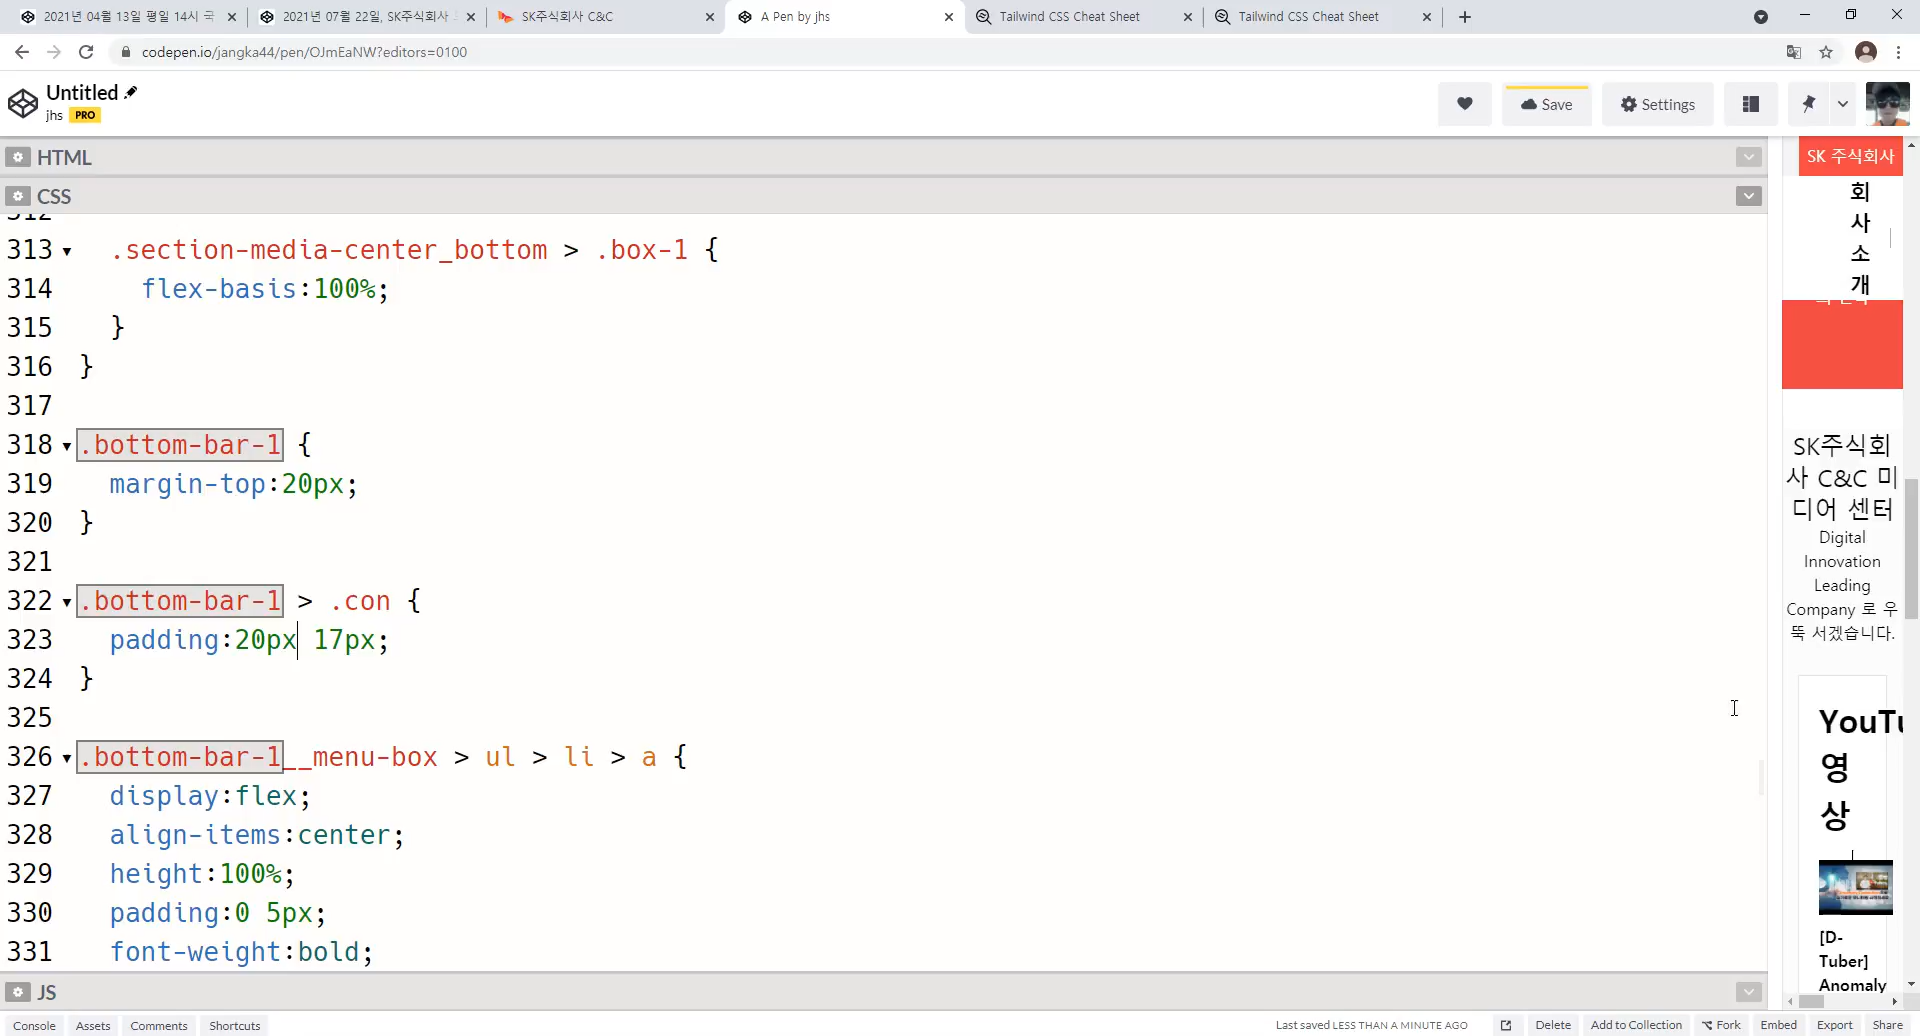 2021년 04월 13일 평일 14시 국
2021년 07월 22일, SK주식회사
SK주식회사 C&C
A Pen by jhs
Tailwind CSS Cheat Sheet
Tailwind CSS Cheat Sheet
codepen.io/jangka44/pen/OJmEaNW?editors=0100
Untitled
jhs PRO
Save
Settings
HTML
CSS
312
313 .section-media-center_bottom > .box-1 {
314 flex-basis:100%;
315 }
316 }
317
318 .bottom-bar-1 {
319 margin-top:20px;
320 }
321
322 .bottom-bar-1 > .con {
323 padding:20px 17px;
324 }
325
326 .bottom-bar-1__menu-box > ul > li > a {
327 display:flex;
328 align-items:center;
329 height:100%;
330 padding:0 5px;
331 font-weight:bold;
SK 주식회사
회
사
소
개
SK주식회
사 C&C 미
디어 센터
Digital
Innovation
Leading
Company 로 우
뚝 서겠습니다.
YouTu
영
상
[D-
Tuber]
Anomaly
JS
Console Assets Comments Shortcuts
Last saved LESS THAN A MINUTE AGO
Delete Add to Collection Fork Embed Export Share